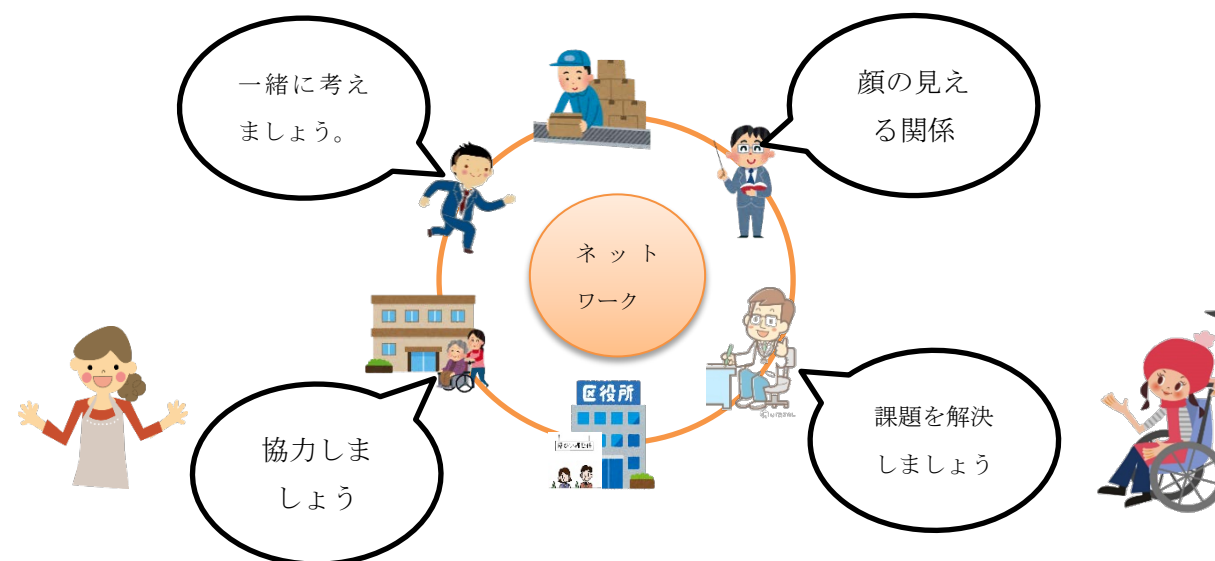 一緒に考え
ましょう。
顔の見え
る関係
ネット
ワーク
区役所
協力しま
しょう
課題を解決
しましょう